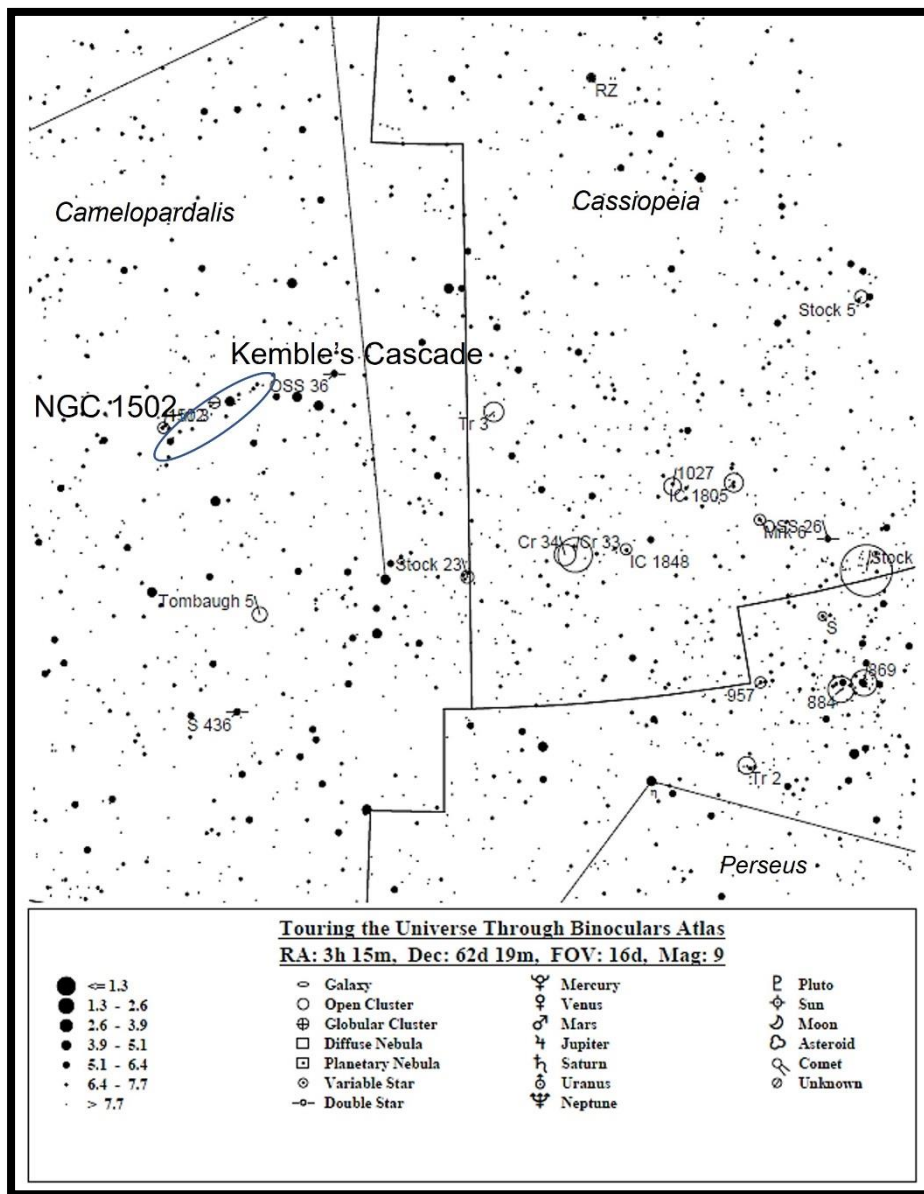 RZ
Camelopardalis
Cassiopeia
Stock 5
Kemble's Cascade
OSS 36
NGC 1502
1502
Tr 3
1027
IC 1805
OSS 26
Mrk 6
Cr 34
Cr 33
IC 1848
Stock 23
Stock
Tombaugh 5
S
869
957
884
S 436
Tr 2
η
Perseus
Touring the Universe Through Binoculars Atlas
RA: 3h 15m, Dec: 62d 19m, FOV: 16d, Mag: 9
<= 1.3
1.3 - 2.6
2.6 - 3.9
3.9 - 5.1
5.1 - 6.4
6.4 - 7.7
> 7.7
Galaxy
Open Cluster
Globular Cluster
Diffuse Nebula
Planetary Nebula
Variable Star
Double Star
Mercury
Venus
Mars
Jupiter
Saturn
Uranus
Neptune
Pluto
Sun
Moon
Asteroid
Comet
Unknown